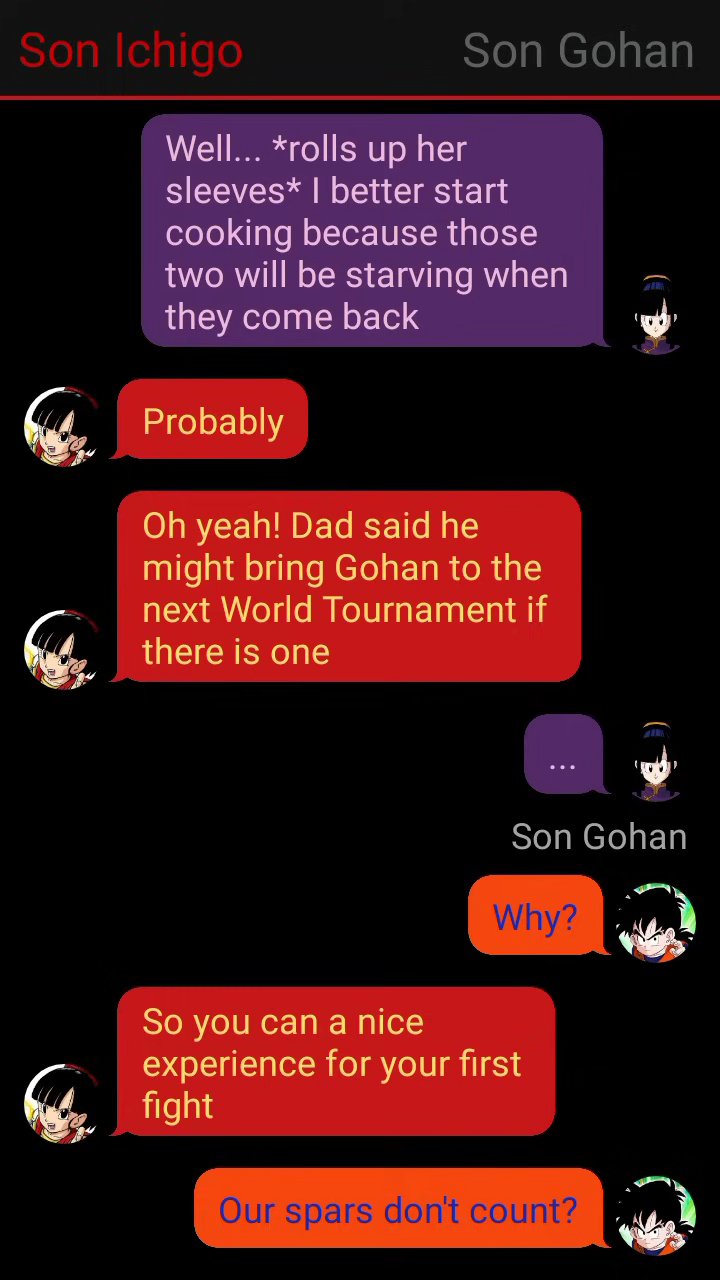 Son Ichigo
Son Gohan
Well... *rolls up her
sleeves* I better start
cooking because those
two will be starving when
they come back
Probably
Oh yeah! Dad said he
might bring Gohan to the
next World Tournament if
there is one
...
Son Gohan
Why?
So you can a nice
experience for your first
fight
Our spars don't count?